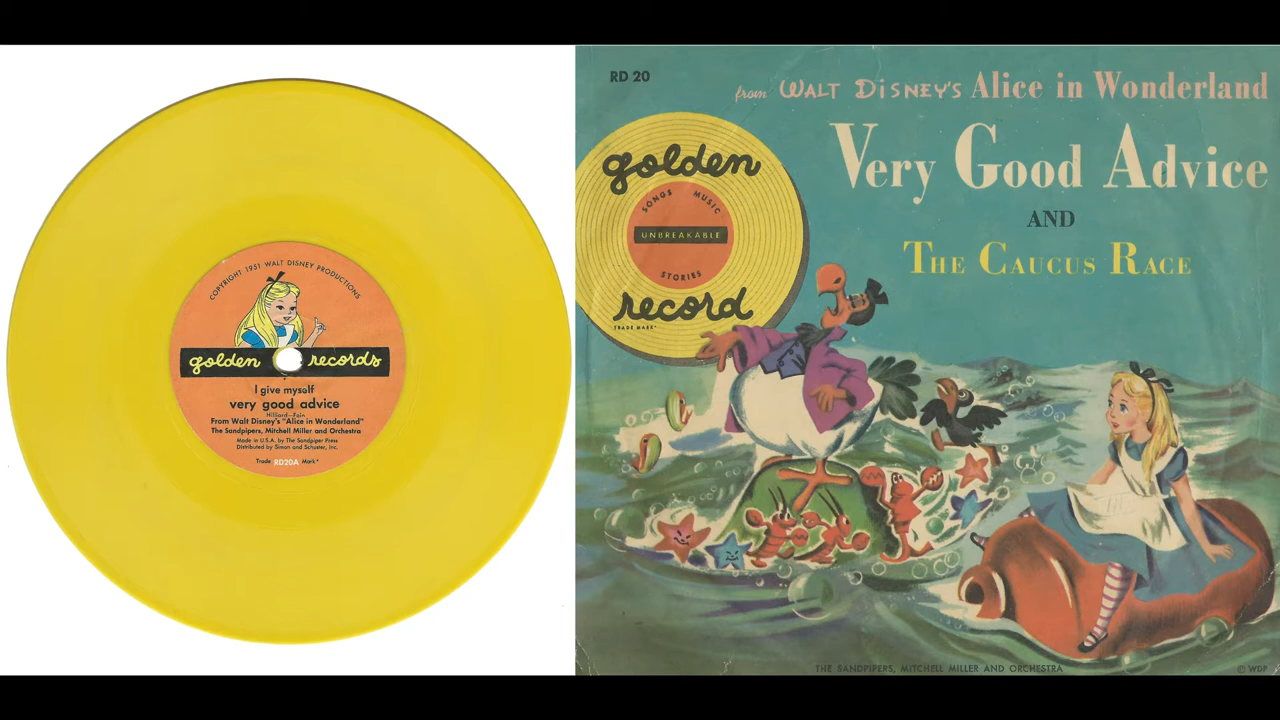 COPYRIGHT 1951 WALT DISNEY PRODUCTIONS
golden records
I give myself
very good advice
Hilliard—Fain
From Walt Disney's "Alice in Wonderland"
The Sandpipers, Mitchell Miller and Orchestra
Made in U.S.A. by The Sandpiper Press
Distributed by Simon and Schuster, Inc.
Trade RD20A Mark*
RD 20
from WALT DISNEY'S Alice in Wonderland
Very Good Advice
AND
THE CAUCUS RACE
golden
SONGS MUSIC
UNBREAKABLE
STORIES
record
TRADE MARK*
THE SANDPIPERS, MITCHELL MILLER AND ORCHESTRA
© WDP